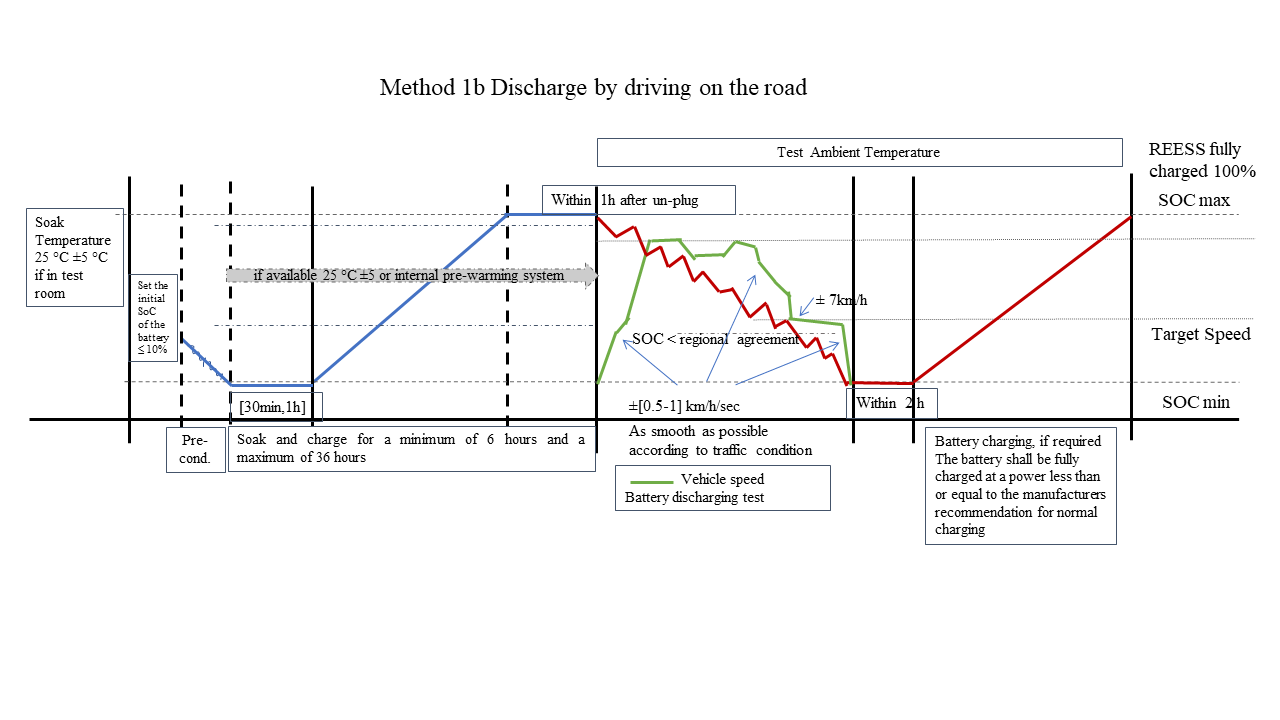 Method 1b Discharge by driving on the road
Test Ambient Temperature
REESS fully
charged 100%
SOC max
Within 1h after un-plug
Soak
Temperature
25 °C ±5 °C
if in test
room
Set the
initial
SoC
of the
battery
≤ 10%
if available 25 °C ±5 or internal pre-warming system
± 7km/h
SOC < regional agreement
Target Speed
[30min,1h]
±[0.5-1] km/h/sec
Within 2 h
SOC min
Pre-
cond.
Soak and charge for a minimum of 6 hours and a
maximum of 36 hours
As smooth as possible
according to traffic condition
Vehicle speed
Battery discharging test
Battery charging, if required
The battery shall be fully
charged at a power less than
or equal to the manufacturers
recommendation for normal
charging